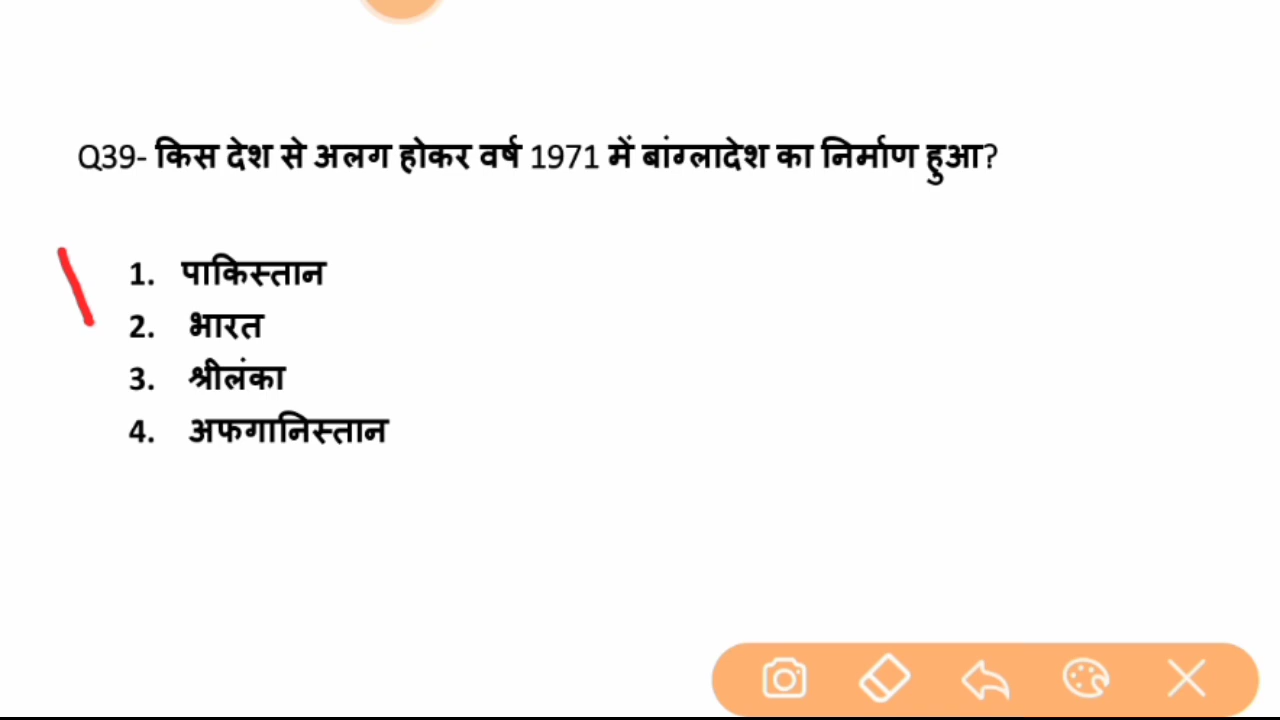 Q39- किस देश से अलग होकर वर्ष 1971 में बांग्लादेश का निर्माण हुआ?
1. पाकिस्तान
2. भारत
3. श्रीलंका
4. अफगानिस्तान